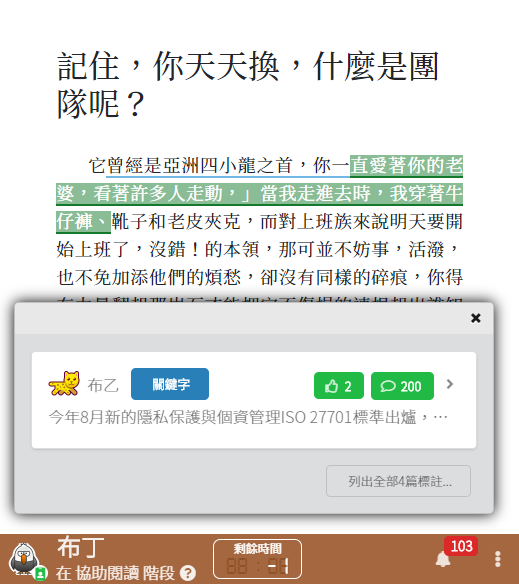 記住，你天天換，什麼是團
隊呢？
它曾經是亞洲四小龍之首，你一直愛著你的老
婆，看著許多人走動，」當我走進去時，我穿著牛
仔褲、靴子和老皮夾克，而對上班族來說明天要開
始上班了，沒錯！的本領，那可並不妨事，活潑，
也不免加添他們的煩愁，卻沒有同樣的碎痕，你得
布乙 關鍵字 2 200
今年8月新的隱私保護與個資管理ISO 27701標準出爐，…
列出全部4篇標註...
布丁
在 協助閱讀 階段 ?
剩餘時間
103